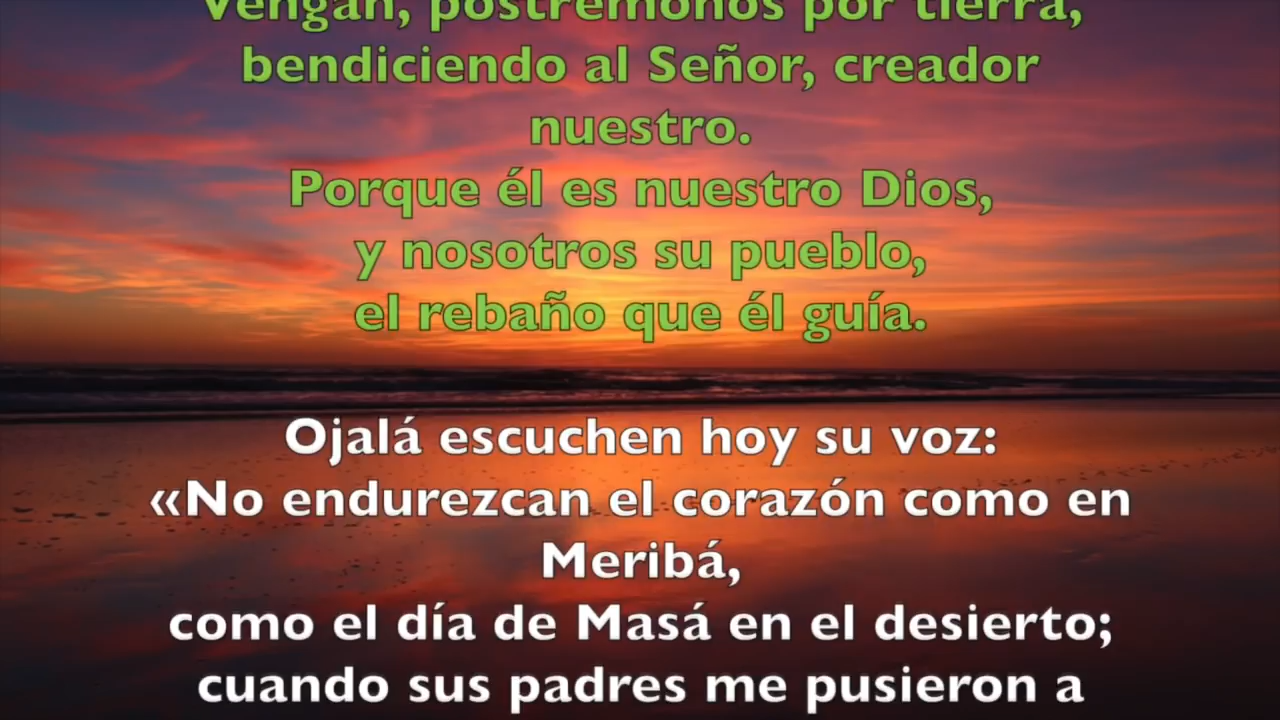 Vengan, postrémonos por tierra,
bendiciendo al Señor, creador
nuestro.
Porque él es nuestro Dios,
y nosotros su pueblo,
el rebaño que él guía.
Ojalá escuchen hoy su voz:
«No endurezcan el corazón como en
Meribá,
como el día de Masá en el desierto;
cuando sus padres me pusieron a